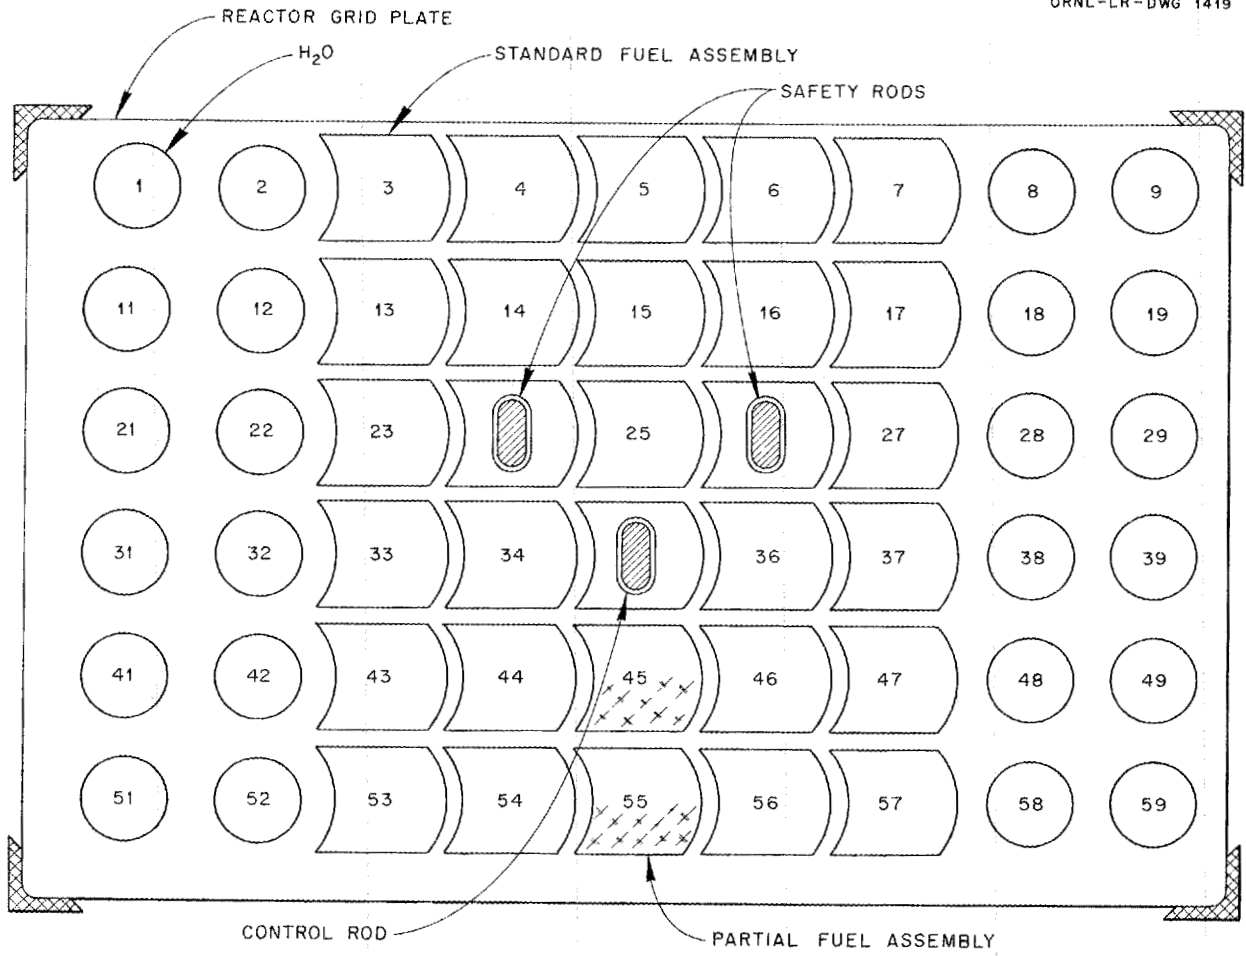 ORNL-LR-DWG 1419
REACTOR GRID PLATE
H₂O
STANDARD FUEL ASSEMBLY
SAFETY RODS
1 2 3 4 5 6 7 8 9
11 12 13 14 15 16 17 18 19
21 22 23 25 27 28 29
31 32 33 34 36 37 38 39
41 42 43 44 45 46 47 48 49
51 52 53 54 55 56 57 58 59
CONTROL ROD
PARTIAL FUEL ASSEMBLY